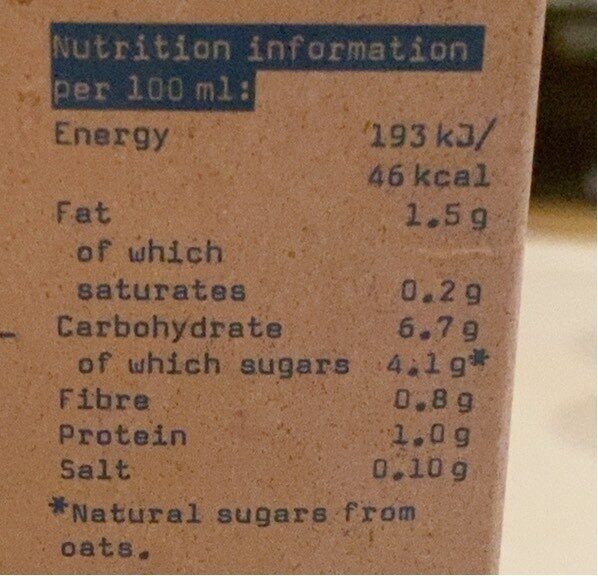 Nutrition information
per 100 ml:
Energy 193 kJ/
46 kcal
Fat 1.5 g
of which
saturates 0.2 g
Carbohydrate 6.7 g
of which sugars 4.1 g*
Fibre 0.8 g
Protein 1.0 g
Salt 0.10 g
*Natural sugars from
oats.